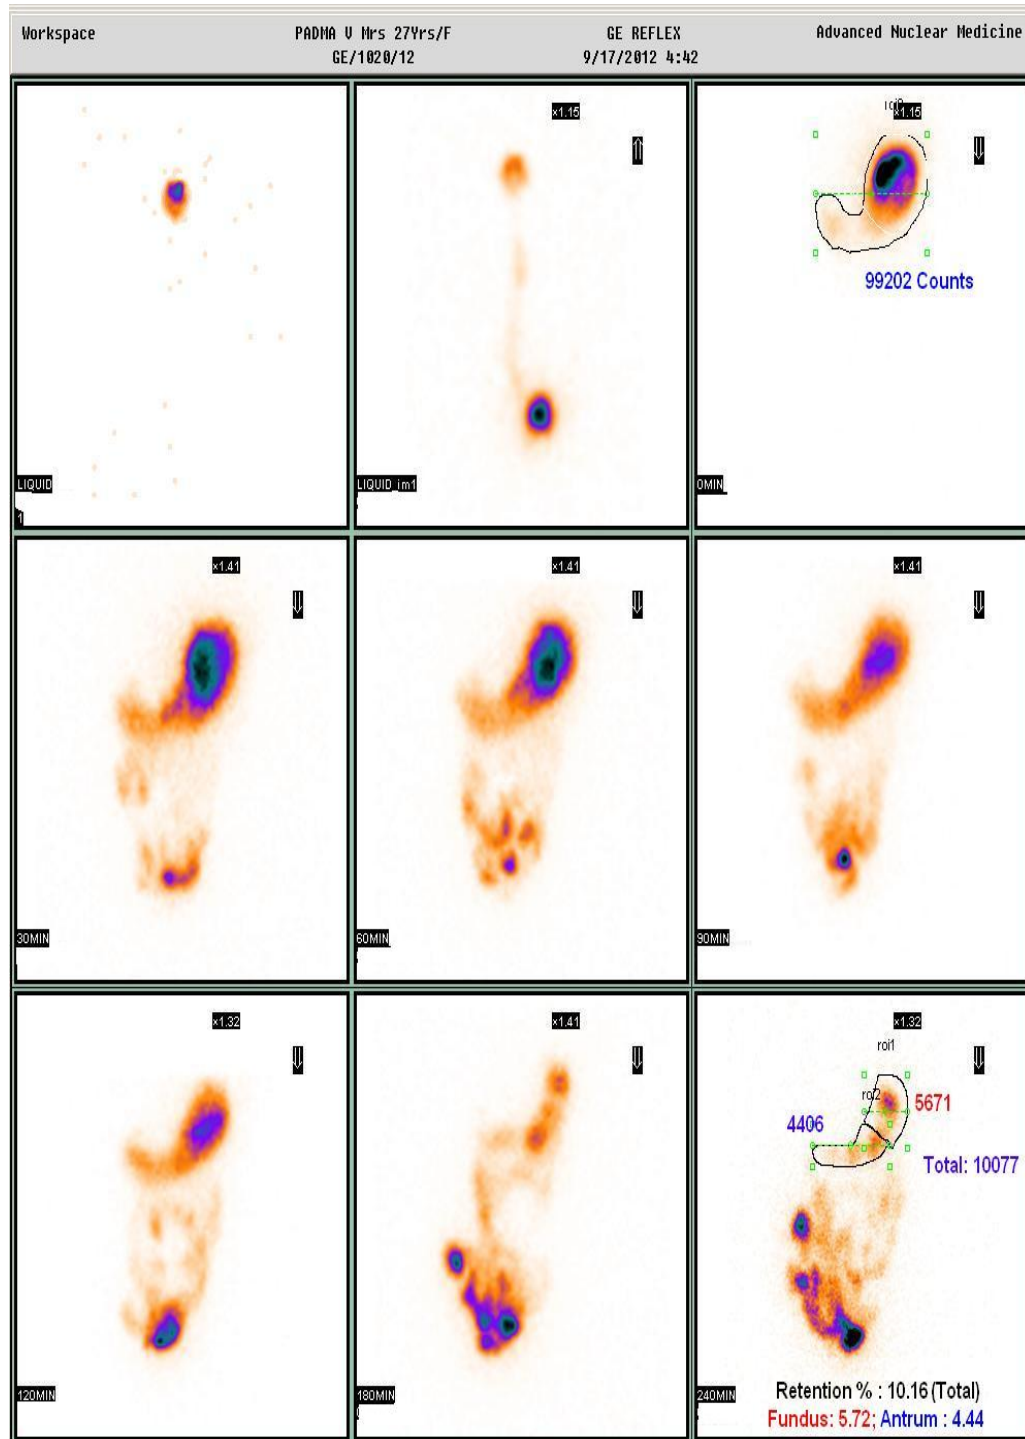 Workspace
PADMA V Mrs 27Yrs/F
GE REFLEX
Advanced Nuclear Medicine
GE/1020/12
9/17/2012 4:42
LIQUID
1
x1.15
LIQUID_im1
x1.15
99202 Counts
0MIN
x1.41
30MIN
x1.41
60MIN
x1.41
90MIN
x1.32
120MIN
x1.41
180MIN
x1.32
roi1
roi2
5671
4406
Total: 10077
240MIN
Retention % : 10.16 (Total)
Fundus: 5.72; Antrum : 4.44